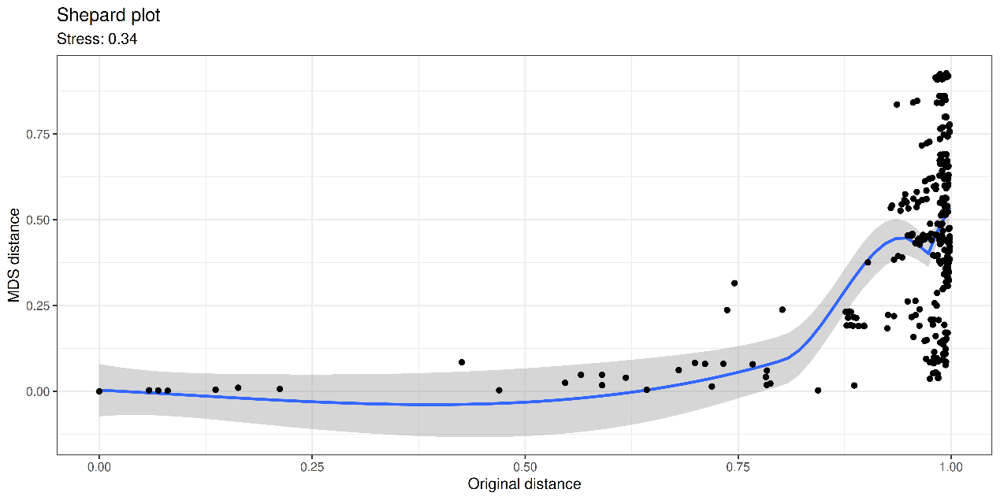 Shepard plot
Stress: 0.34
MDS distance
0.75
0.50
0.25
0.00
0.00 0.25 0.50 0.75 1.00
Original distance